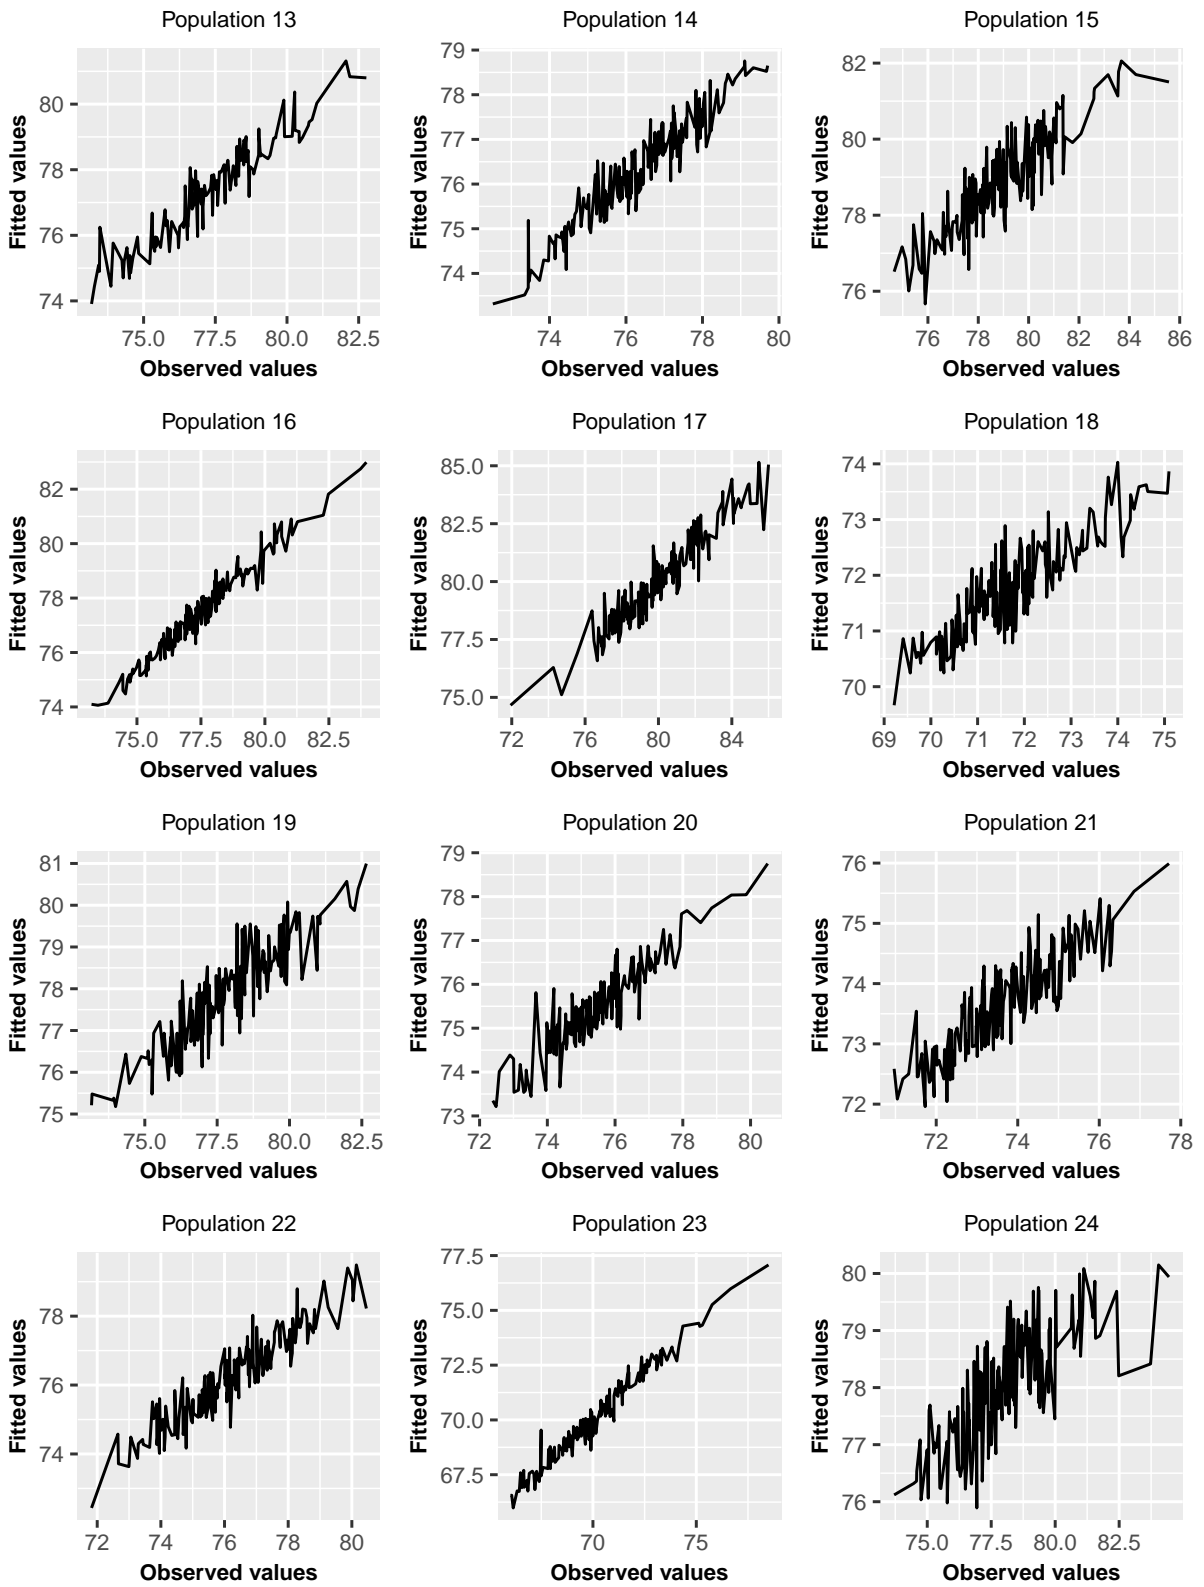 Population 13 Population 14 Population 15
Fitted values
80
78
76
74
75.0 77.5 80.0 82.5
Observed values
Fitted values
79
78
77
76
75
74
74 76 78 80
Observed values
Fitted values
82
80
78
76
76 78 80 82 84 86
Observed values
Population 16 Population 17 Population 18
Fitted values
82
80
78
76
74
75.0 77.5 80.0 82.5
Observed values
Fitted values
85.0
82.5
80.0
77.5
75.0
72 76 80 84
Observed values
Fitted values
74
73
72
71
70
69 70 71 72 73 74 75
Observed values
Population 19 Population 20 Population 21
Fitted values
81
80
79
78
77
76
75
75.0 77.5 80.0 82.5
Observed values
Fitted values
79
78
77
76
75
74
73
72 74 76 78 80
Observed values
Fitted values
76
75
74
73
72
72 74 76 78
Observed values
Population 22 Population 23 Population 24
Fitted values
78
76
74
72 74 76 78 80
Observed values
Fitted values
77.5
75.0
72.5
70.0
67.5
70 75
Observed values
Fitted values
80
79
78
77
76
75.0 77.5 80.0 82.5
Observed values